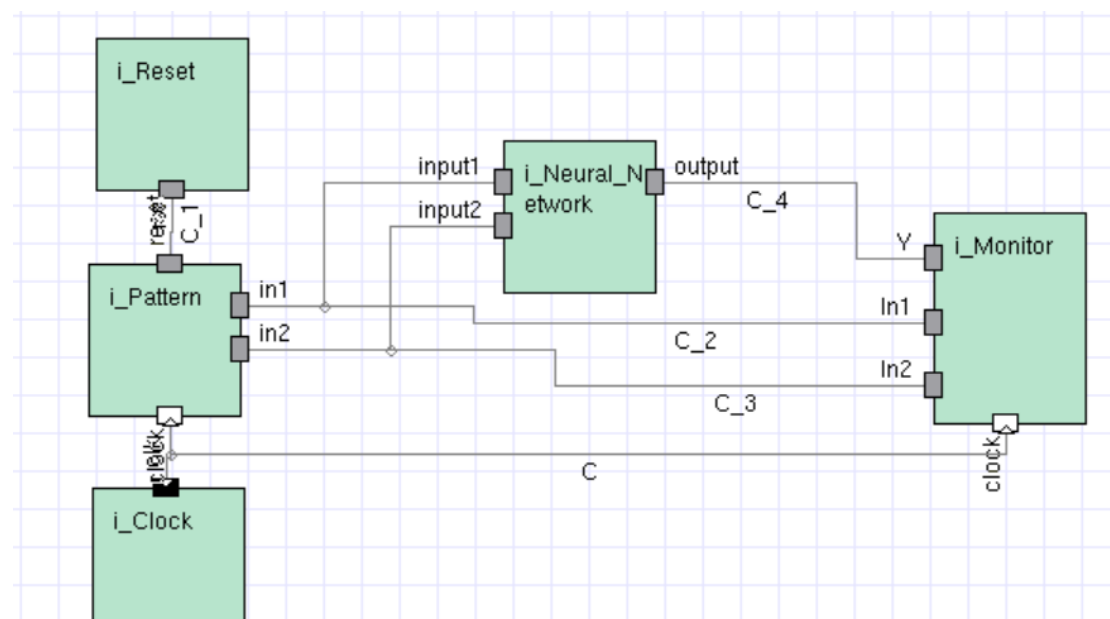 i_Reset
reset
C_1
i_Pattern
in1
in2
input1
input2
i_Neural_N
etwork
output
C_4
Y
i_Monitor
In1
C_2
In2
C_3
clock
C
clock
i_Clock